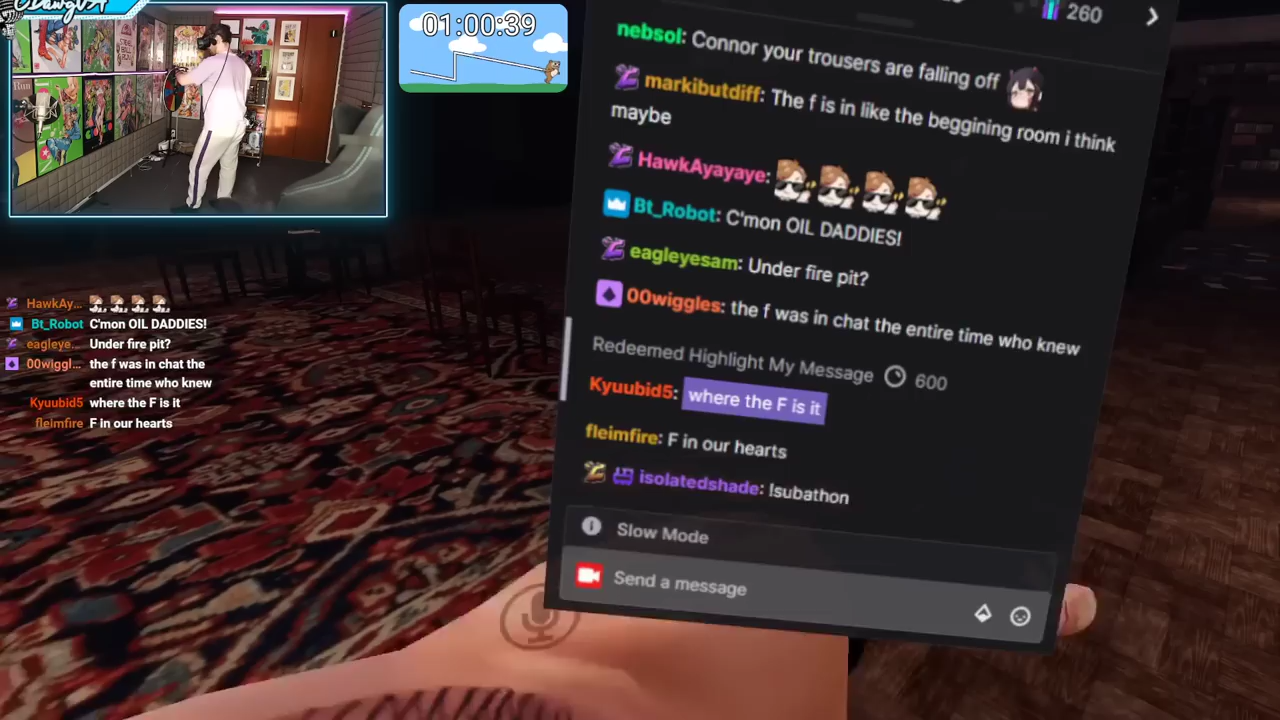 CDawgVA
01:00:39
260
nebsol: Connor your trousers are falling off
markibutdiff: The f is in like the beggining room i think
maybe
HawkAyayaye:
Bt_Robot: C'mon OIL DADDIES!
eagleyesam: Under fire pit?
00wiggles: the f was in chat the entire time who knew
Redeemed Highlight My Message 600
Kyuubid5: where the F is it
fleimfire: F in our hearts
isolatedshade: !subathon
Slow Mode
Send a message
HawkAy...
Bt_Robot C'mon OIL DADDIES!
eagleye... Under fire pit?
00wiggl... the f was in chat the
entire time who knew
Kyuubid5 where the F is it
fleimfire F in our hearts